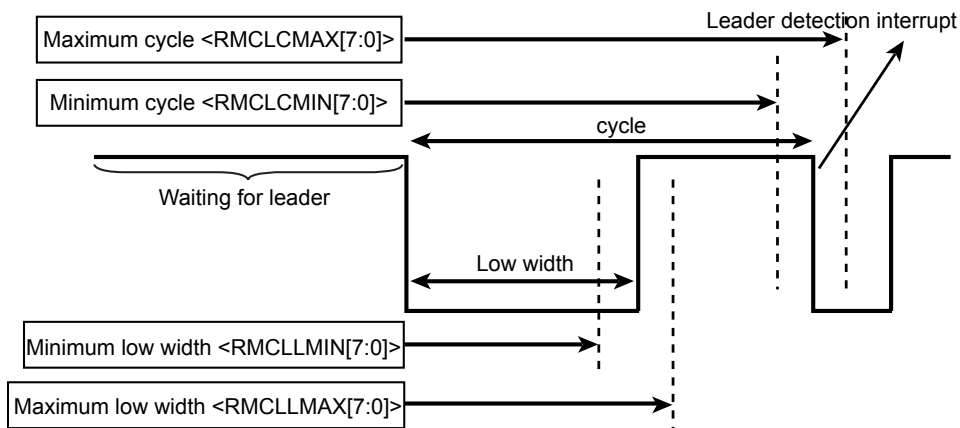 Leader detection interrupt
Maximum cycle <RMCLCMAX[7:0]>
Minimum cycle <RMCLCMIN[7:0]>
cycle
Waiting for leader
Low width
Minimum low width <RMCLLMIN[7:0]>
Maximum low width <RMCLLMAX[7:0]>